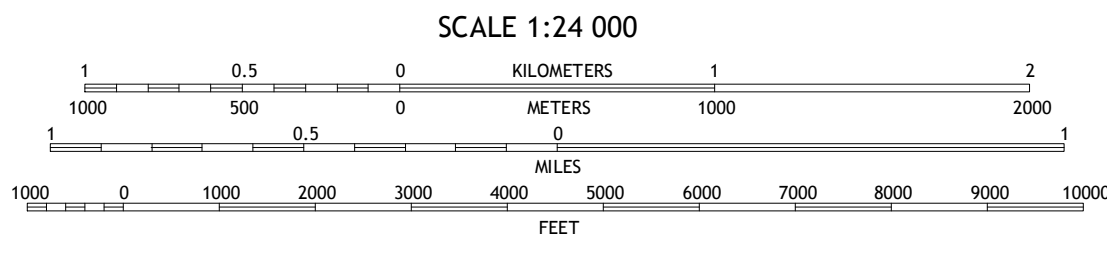 SCALE 1:24 000
1 0.5 0 KILOMETERS 1 2
1000 500 0 METERS 1000 2000
1 0.5 0 1
MILES
1000 0 1000 2000 3000 4000 5000 6000 7000 8000 9000 10000
FEET